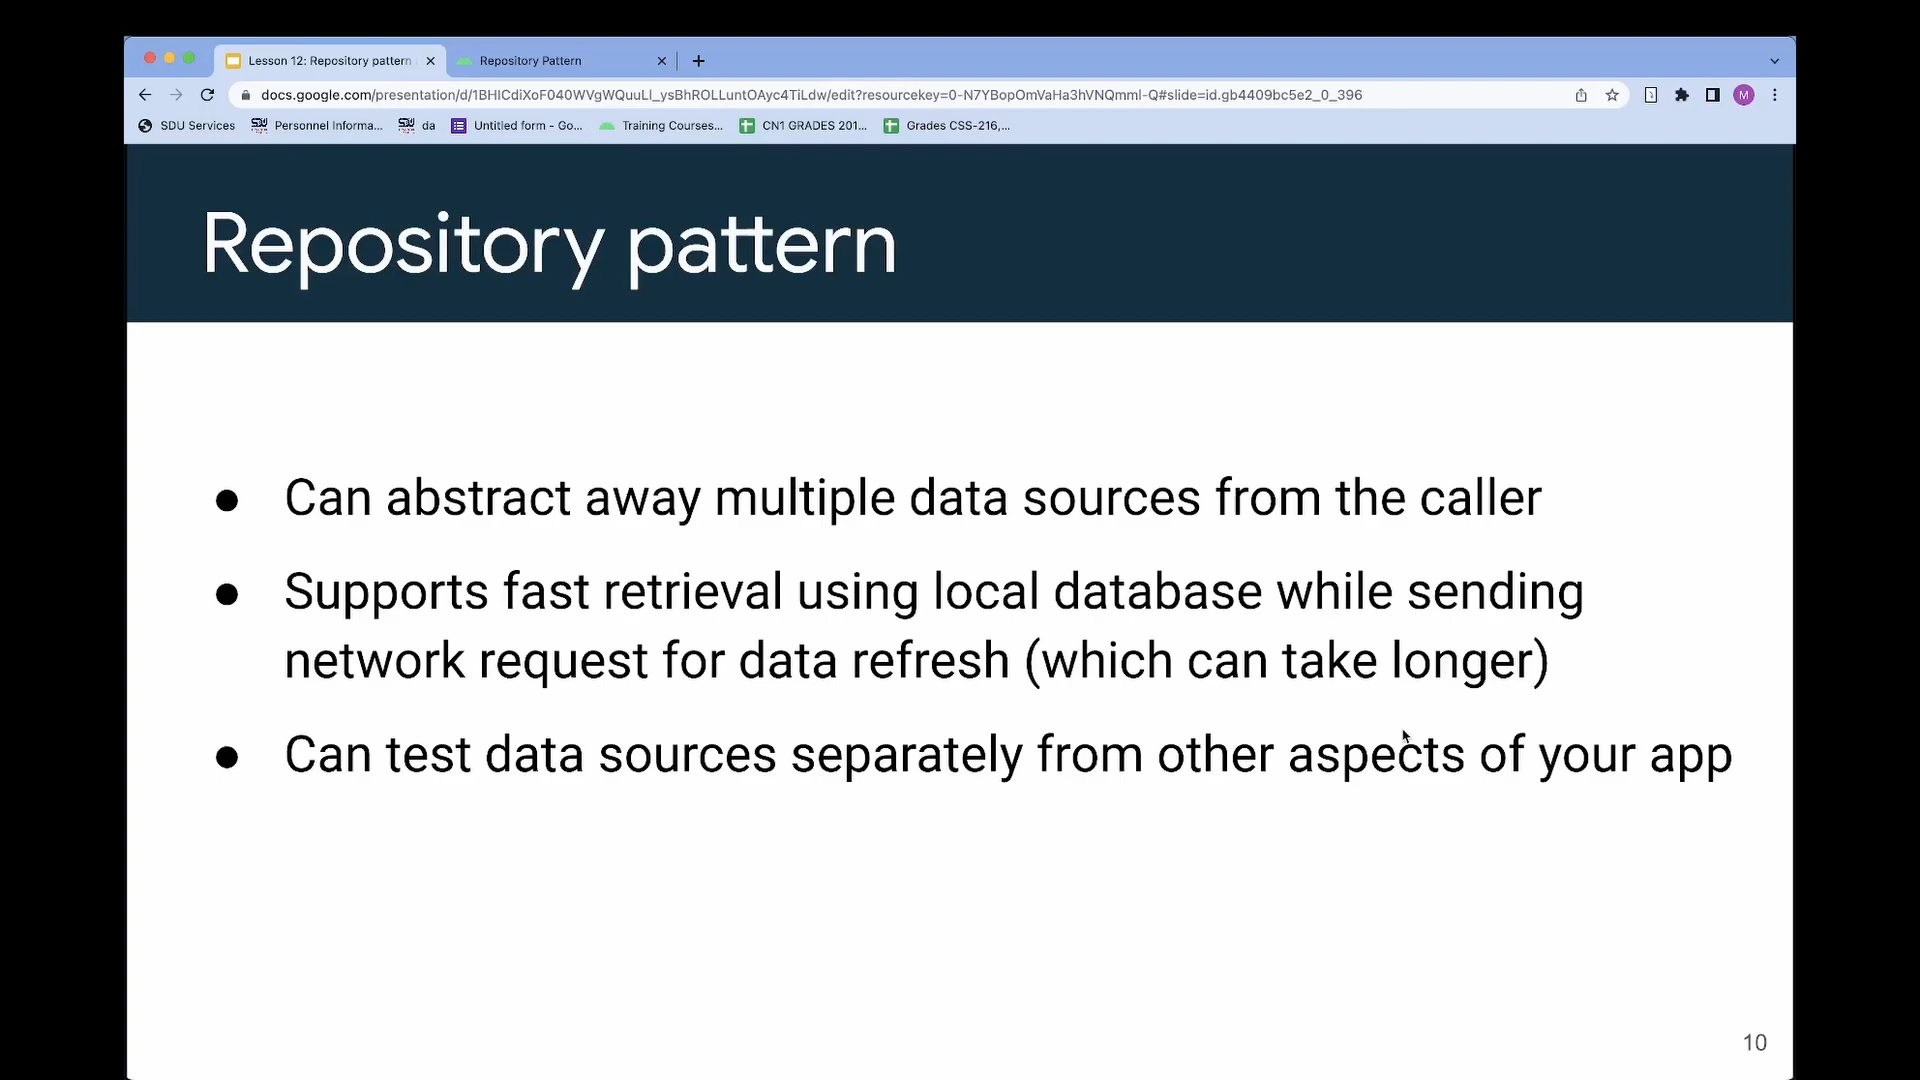 Lesson 12: Repository pattern
Repository Pattern
docs.google.com/presentation/d/1BHICdiXoF040WVgWQuuLl_ysBhROLLuntOAyc4TiLdw/edit?resourcekey=0-N7YBopOmVaHa3hVNQmml-Q#slide=id.gb4409bc5e2_0_396
M
SDU Services
Personnel Informa...
da
Untitled form - Go...
Training Courses...
CN1 GRADES 201...
Grades CSS-216,...
Repository pattern
● Can abstract away multiple data sources from the caller
● Supports fast retrieval using local database while sending
network request for data refresh (which can take longer)
● Can test data sources separately from other aspects of your app
10